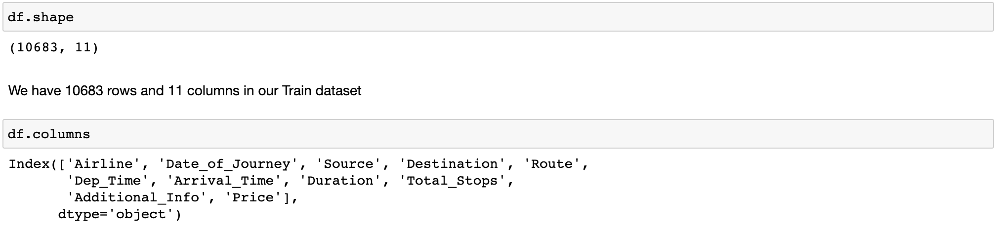 df.shape
(10683, 11)
We have 10683 rows and 11 columns in our Train dataset
df.columns
Index(['Airline', 'Date_of_Journey', 'Source', 'Destination', 'Route',
       'Dep_Time', 'Arrival_Time', 'Duration', 'Total_Stops',
       'Additional_Info', 'Price'],
      dtype='object')